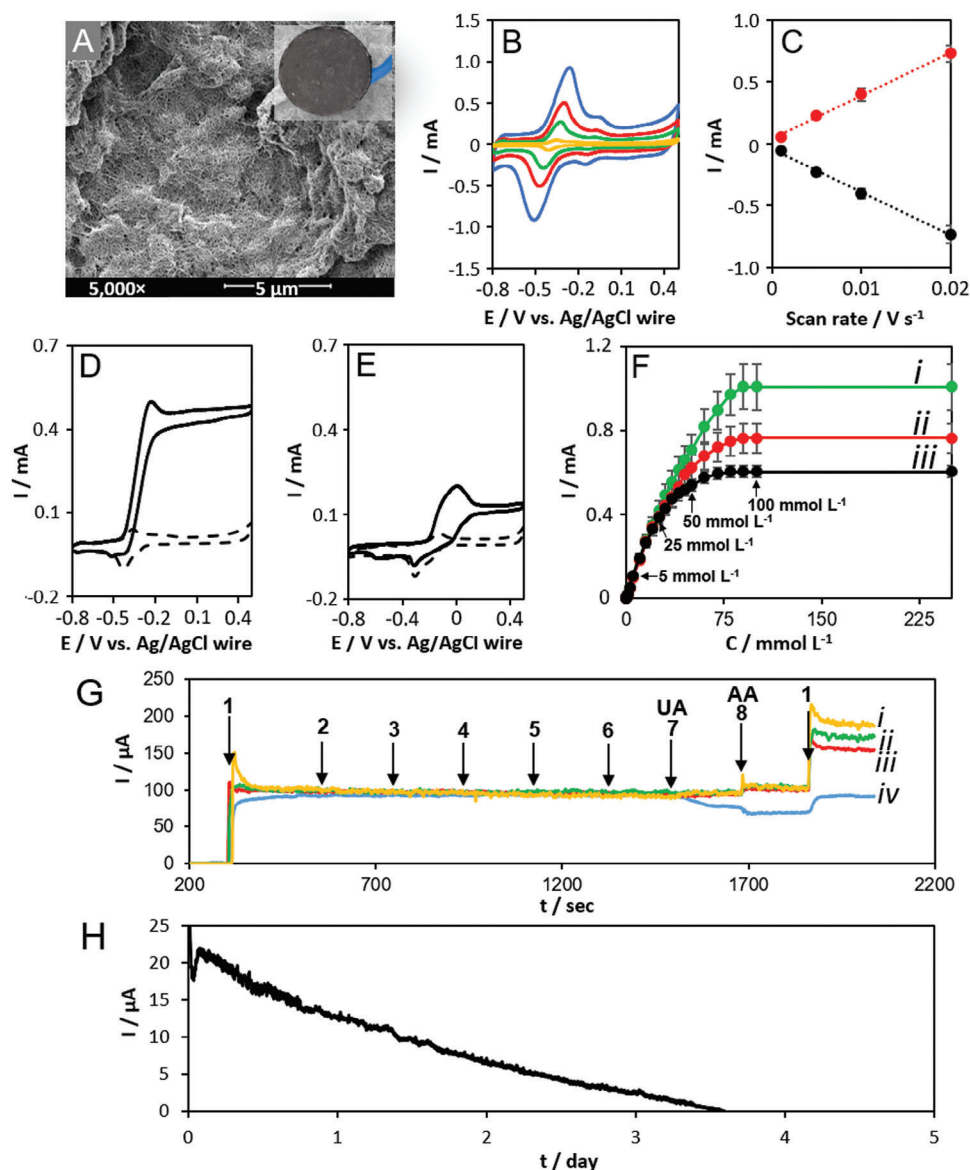 A
5,000×
5 µm
B
I / mA
1.5
1.0
0.5
0
-0.5
-1.0
-1.5
-0.8 -0.5 -0.2 0.1 0.4
E / V vs. Ag/AgCl wire
C
I / mA
1.0
0.5
0
-0.5
-1.0
0 0.01 0.02
Scan rate / V s⁻¹
D
I / mA
0.7
0.4
0.1
-0.2
-0.8 -0.5 -0.2 0.1 0.4
E / V vs. Ag/AgCl wire
E
I / mA
0.7
0.4
0.1
-0.2
-0.8 -0.4 0 0.4
E / V vs. Ag/AgCl wire
F
I / mA
1.2
0.8
0.4
0
i
ii
iii
100 mmol L⁻¹
50 mmol L⁻¹
25 mmol L⁻¹
5 mmol L⁻¹
0 75 150 225
C / mmol L⁻¹
G
I / µA
250
200
150
100
50
0
1 2 3 4 5 6
UA
7
AA
8
1
i
ii
iii
iv
200 700 1200 1700 2200
t / sec
H
I / µA
25
20
15
10
5
0
0 1 2 3 4 5
t / day